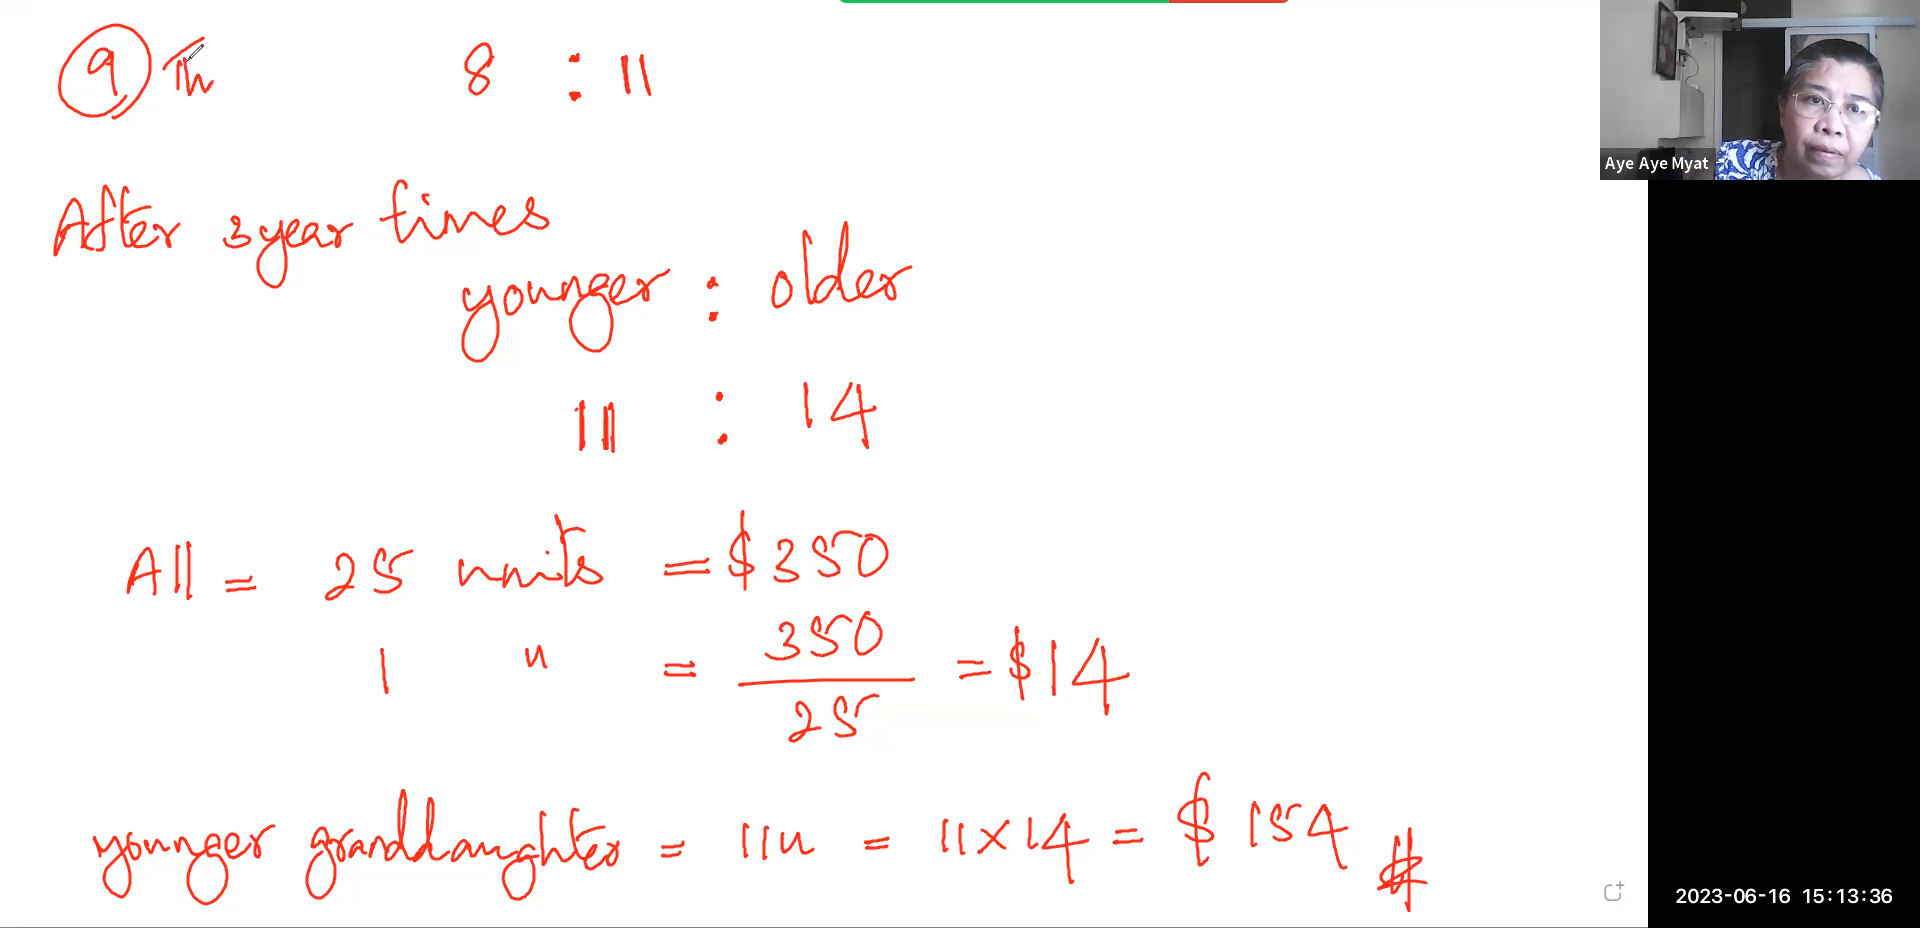 9 Th 8 : 11
After 3 year times
younger : older
11 : 14
All = 25 units = $350
1 u = 350/25 = $14
younger granddaughter = 11u = 11 × 14 = $ 154 #
Aye Aye Myat
2023-06-16 15:13:36